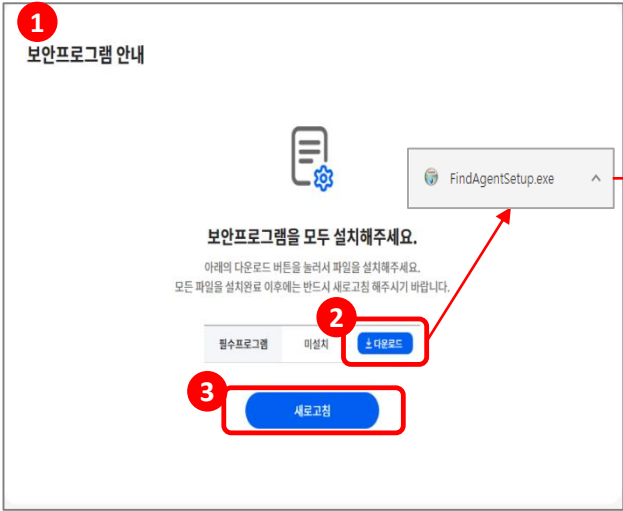 1
보안프로그램 안내
FindAgentSetup.exe
보안프로그램을 모두 설치해주세요.
아래의 다운로드 버튼을 눌러서 파일을 설치해주세요.
모든 파일을 설치완료 이후에는 반드시 새로고침 해주시기 바랍니다.
2
필수프로그램 미설치 다운로드
3
새로고침